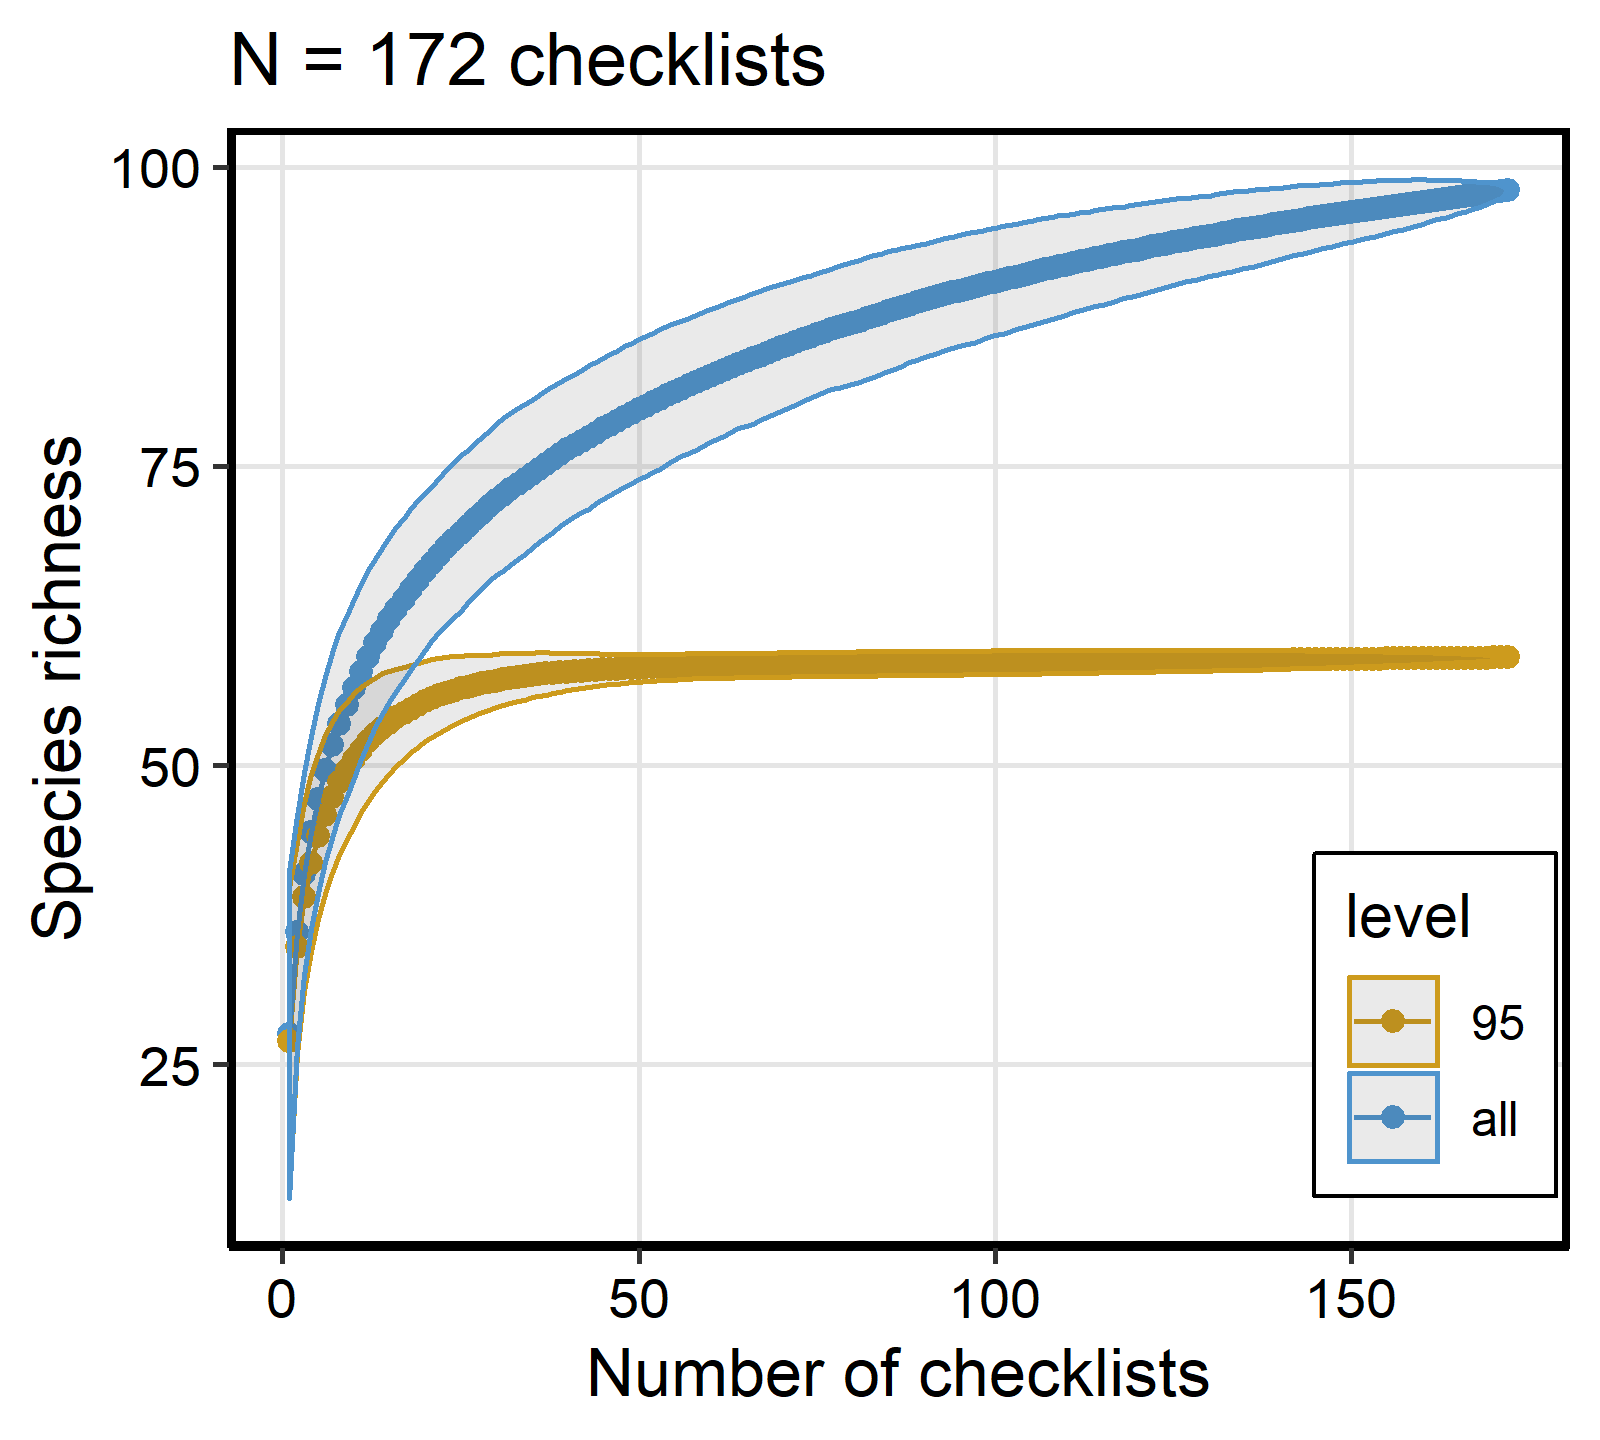 N = 172 checklists
100
75
50
25
Species richness
level
95
all
0 50 100 150
Number of checklists